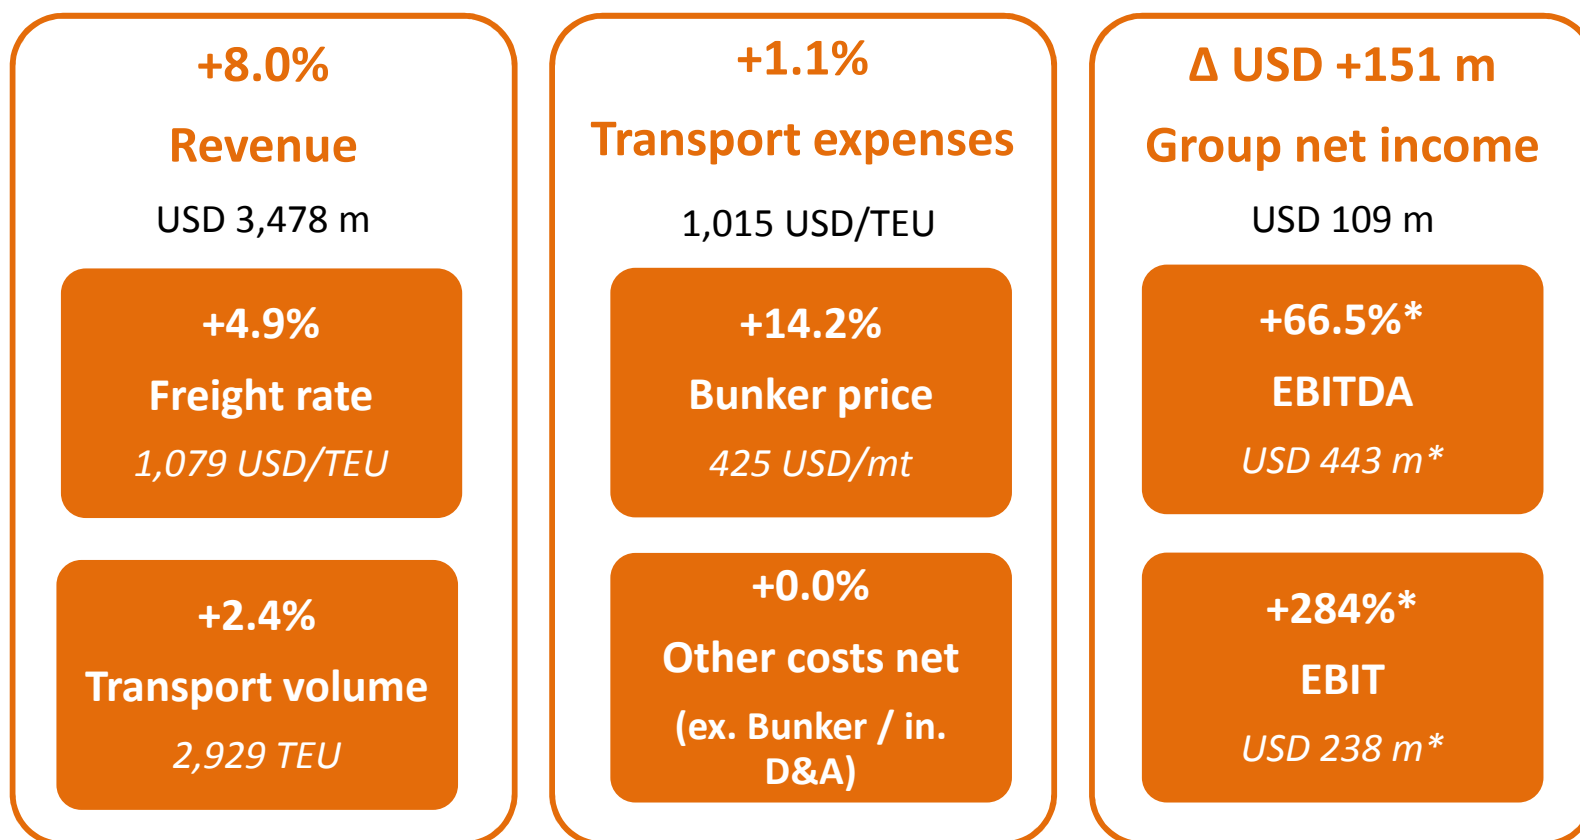 +8.0%
Revenue
USD 3,478 m
+4.9%
Freight rate
1,079 USD/TEU
+2.4%
Transport volume
2,929 TEU
+1.1%
Transport expenses
1,015 USD/TEU
+14.2%
Bunker price
425 USD/mt
+0.0%
Other costs net
(ex. Bunker / in.
D&A)
Δ USD +151 m
Group net income
USD 109 m
+66.5%*
EBITDA
USD 443 m*
+284%*
EBIT
USD 238 m*